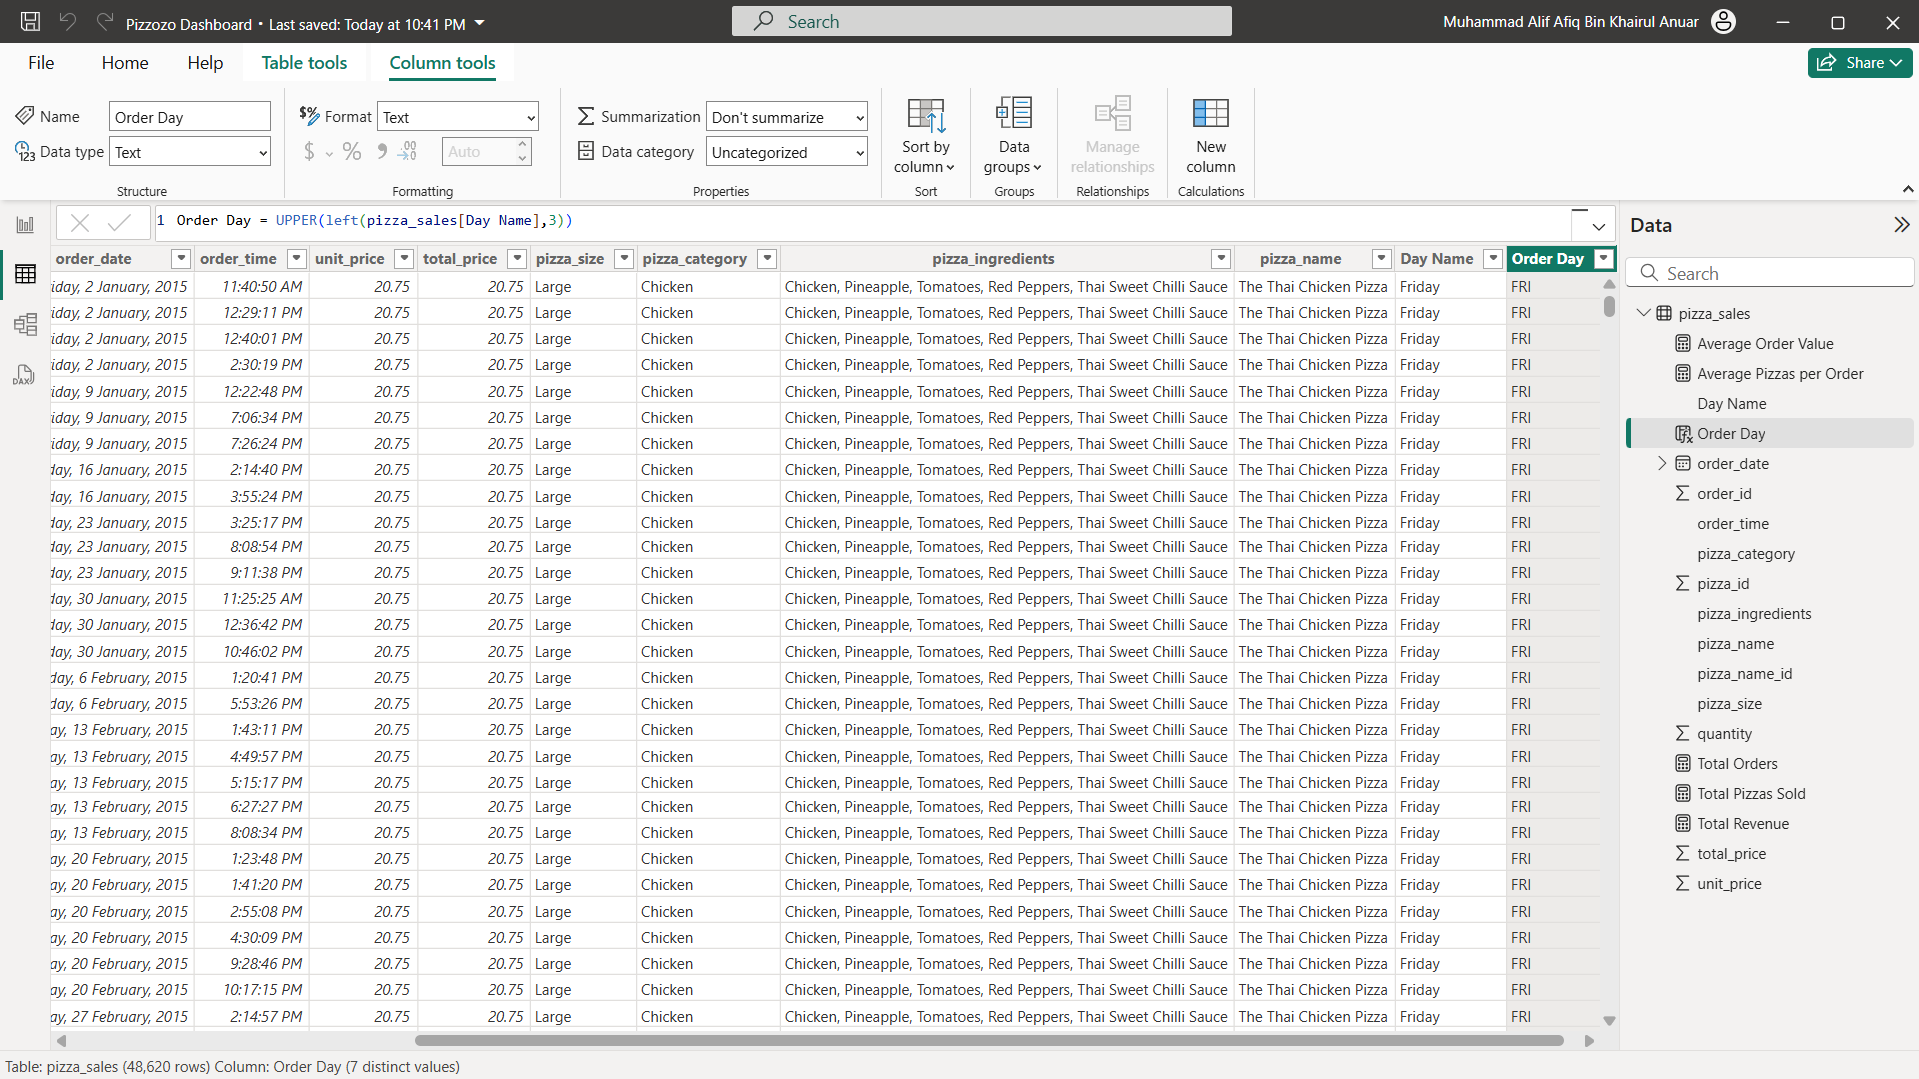 Pizzozo Dashboard • Last saved: Today at 10:41 PM
Search
Muhammad Alif Afiq Bin Khairul Anuar
File Home Help Table tools Column tools
Share
Name Order Day
Data type Text
Structure
Format Text
$ % Auto
Formatting
Summarization Don't summarize
Data category Uncategorized
Properties
Sort by column
Sort
Data groups
Groups
Manage relationships
Relationships
New column
Calculations
1 Order Day = UPPER(left(pizza_sales[Day Name],3))
order_date order_time unit_price total_price pizza_size pizza_category pizza_ingredients pizza_name Day Name Order Day
iday, 2 January, 2015 11:40:50 AM 20.75 20.75 Large Chicken Chicken, Pineapple, Tomatoes, Red Peppers, Thai Sweet Chilli Sauce The Thai Chicken Pizza Friday FRI
iday, 2 January, 2015 12:29:11 PM 20.75 20.75 Large Chicken Chicken, Pineapple, Tomatoes, Red Peppers, Thai Sweet Chilli Sauce The Thai Chicken Pizza Friday FRI
iday, 2 January, 2015 12:40:01 PM 20.75 20.75 Large Chicken Chicken, Pineapple, Tomatoes, Red Peppers, Thai Sweet Chilli Sauce The Thai Chicken Pizza Friday FRI
iday, 2 January, 2015 2:30:19 PM 20.75 20.75 Large Chicken Chicken, Pineapple, Tomatoes, Red Peppers, Thai Sweet Chilli Sauce The Thai Chicken Pizza Friday FRI
iday, 9 January, 2015 12:22:48 PM 20.75 20.75 Large Chicken Chicken, Pineapple, Tomatoes, Red Peppers, Thai Sweet Chilli Sauce The Thai Chicken Pizza Friday FRI
iday, 9 January, 2015 7:06:34 PM 20.75 20.75 Large Chicken Chicken, Pineapple, Tomatoes, Red Peppers, Thai Sweet Chilli Sauce The Thai Chicken Pizza Friday FRI
iday, 9 January, 2015 7:26:24 PM 20.75 20.75 Large Chicken Chicken, Pineapple, Tomatoes, Red Peppers, Thai Sweet Chilli Sauce The Thai Chicken Pizza Friday FRI
day, 16 January, 2015 2:14:40 PM 20.75 20.75 Large Chicken Chicken, Pineapple, Tomatoes, Red Peppers, Thai Sweet Chilli Sauce The Thai Chicken Pizza Friday FRI
day, 16 January, 2015 3:55:24 PM 20.75 20.75 Large Chicken Chicken, Pineapple, Tomatoes, Red Peppers, Thai Sweet Chilli Sauce The Thai Chicken Pizza Friday FRI
day, 23 January, 2015 3:25:17 PM 20.75 20.75 Large Chicken Chicken, Pineapple, Tomatoes, Red Peppers, Thai Sweet Chilli Sauce The Thai Chicken Pizza Friday FRI
day, 23 January, 2015 8:08:54 PM 20.75 20.75 Large Chicken Chicken, Pineapple, Tomatoes, Red Peppers, Thai Sweet Chilli Sauce The Thai Chicken Pizza Friday FRI
day, 23 January, 2015 9:11:38 PM 20.75 20.75 Large Chicken Chicken, Pineapple, Tomatoes, Red Peppers, Thai Sweet Chilli Sauce The Thai Chicken Pizza Friday FRI
day, 30 January, 2015 11:25:25 AM 20.75 20.75 Large Chicken Chicken, Pineapple, Tomatoes, Red Peppers, Thai Sweet Chilli Sauce The Thai Chicken Pizza Friday FRI
day, 30 January, 2015 12:36:42 PM 20.75 20.75 Large Chicken Chicken, Pineapple, Tomatoes, Red Peppers, Thai Sweet Chilli Sauce The Thai Chicken Pizza Friday FRI
day, 30 January, 2015 10:46:02 PM 20.75 20.75 Large Chicken Chicken, Pineapple, Tomatoes, Red Peppers, Thai Sweet Chilli Sauce The Thai Chicken Pizza Friday FRI
day, 6 February, 2015 1:20:41 PM 20.75 20.75 Large Chicken Chicken, Pineapple, Tomatoes, Red Peppers, Thai Sweet Chilli Sauce The Thai Chicken Pizza Friday FRI
day, 6 February, 2015 5:53:26 PM 20.75 20.75 Large Chicken Chicken, Pineapple, Tomatoes, Red Peppers, Thai Sweet Chilli Sauce The Thai Chicken Pizza Friday FRI
ay, 13 February, 2015 1:43:11 PM 20.75 20.75 Large Chicken Chicken, Pineapple, Tomatoes, Red Peppers, Thai Sweet Chilli Sauce The Thai Chicken Pizza Friday FRI
ay, 13 February, 2015 4:49:57 PM 20.75 20.75 Large Chicken Chicken, Pineapple, Tomatoes, Red Peppers, Thai Sweet Chilli Sauce The Thai Chicken Pizza Friday FRI
ay, 13 February, 2015 5:15:17 PM 20.75 20.75 Large Chicken Chicken, Pineapple, Tomatoes, Red Peppers, Thai Sweet Chilli Sauce The Thai Chicken Pizza Friday FRI
ay, 13 February, 2015 6:27:27 PM 20.75 20.75 Large Chicken Chicken, Pineapple, Tomatoes, Red Peppers, Thai Sweet Chilli Sauce The Thai Chicken Pizza Friday FRI
ay, 13 February, 2015 8:08:34 PM 20.75 20.75 Large Chicken Chicken, Pineapple, Tomatoes, Red Peppers, Thai Sweet Chilli Sauce The Thai Chicken Pizza Friday FRI
ay, 20 February, 2015 1:23:48 PM 20.75 20.75 Large Chicken Chicken, Pineapple, Tomatoes, Red Peppers, Thai Sweet Chilli Sauce The Thai Chicken Pizza Friday FRI
ay, 20 February, 2015 1:41:20 PM 20.75 20.75 Large Chicken Chicken, Pineapple, Tomatoes, Red Peppers, Thai Sweet Chilli Sauce The Thai Chicken Pizza Friday FRI
ay, 20 February, 2015 2:55:08 PM 20.75 20.75 Large Chicken Chicken, Pineapple, Tomatoes, Red Peppers, Thai Sweet Chilli Sauce The Thai Chicken Pizza Friday FRI
ay, 20 February, 2015 4:30:09 PM 20.75 20.75 Large Chicken Chicken, Pineapple, Tomatoes, Red Peppers, Thai Sweet Chilli Sauce The Thai Chicken Pizza Friday FRI
ay, 20 February, 2015 9:28:46 PM 20.75 20.75 Large Chicken Chicken, Pineapple, Tomatoes, Red Peppers, Thai Sweet Chilli Sauce The Thai Chicken Pizza Friday FRI
ay, 20 February, 2015 10:17:15 PM 20.75 20.75 Large Chicken Chicken, Pineapple, Tomatoes, Red Peppers, Thai Sweet Chilli Sauce The Thai Chicken Pizza Friday FRI
ay, 27 February, 2015 2:14:57 PM 20.75 20.75 Large Chicken Chicken, Pineapple, Tomatoes, Red Peppers, Thai Sweet Chilli Sauce The Thai Chicken Pizza Friday FRI
Data
Search
pizza_sales
Average Order Value
Average Pizzas per Order
Day Name
Order Day
order_date
order_id
order_time
pizza_category
pizza_id
pizza_ingredients
pizza_name
pizza_name_id
pizza_size
quantity
Total Orders
Total Pizzas Sold
Total Revenue
total_price
unit_price
Table: pizza_sales (48,620 rows) Column: Order Day (7 distinct values)